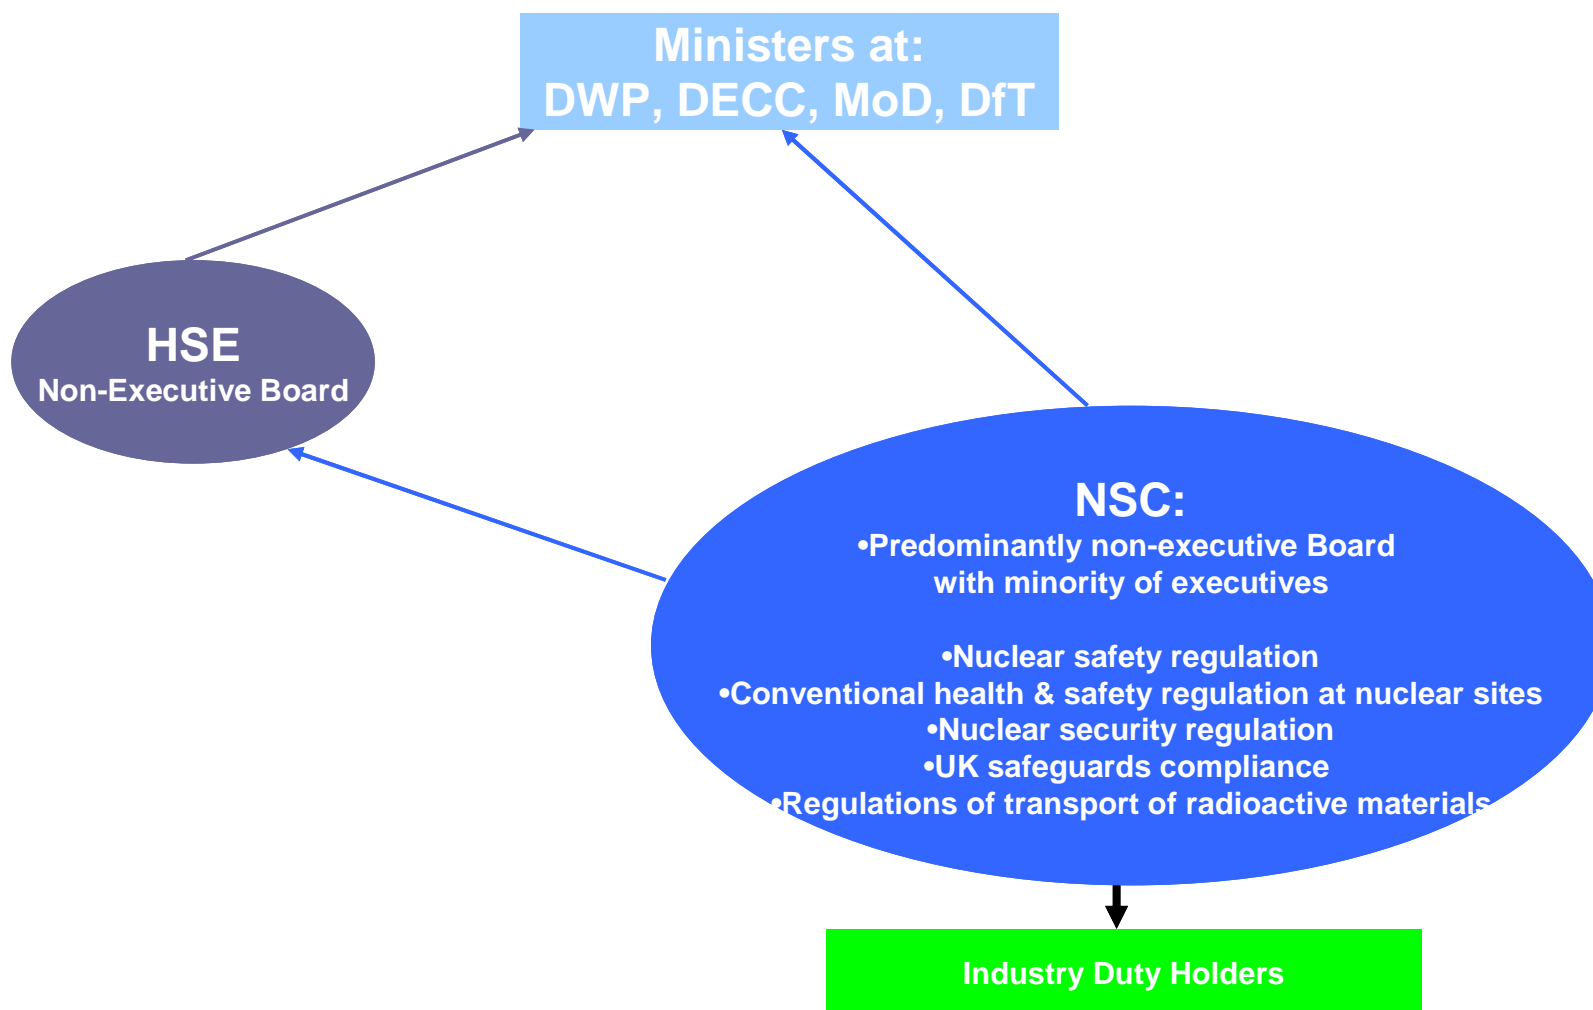 Ministers at:
DWP, DECC, MoD, DfT
HSE
Non-Executive Board
NSC:
•Predominantly non-executive Board
with minority of executives
•Nuclear safety regulation
•Conventional health & safety regulation at nuclear sites
•Nuclear security regulation
•UK safeguards compliance
•Regulations of transport of radioactive materials
Industry Duty Holders